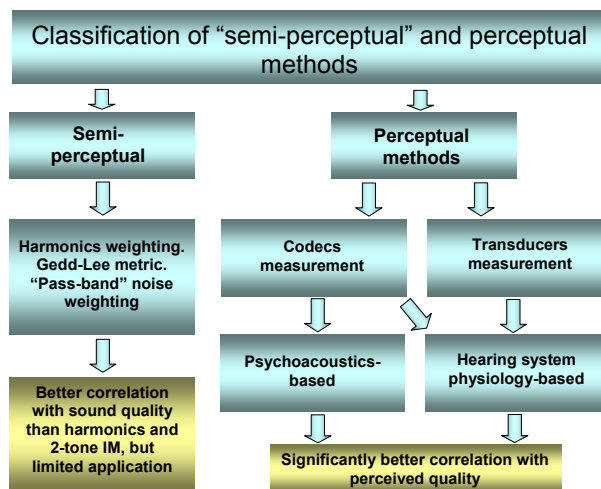 Classification of “semi-perceptual” and perceptual
methods
Semi-
perceptual
Perceptual
methods
Harmonics weighting.
Gedd-Lee metric.
“Pass-band” noise
weighting
Codecs
measurement
Transducers
measurement
Psychoacoustics-
based
Hearing system
physiology-based
Better correlation
with sound quality
than harmonics and
2-tone IM, but
limited application
Significantly better correlation with
perceived quality